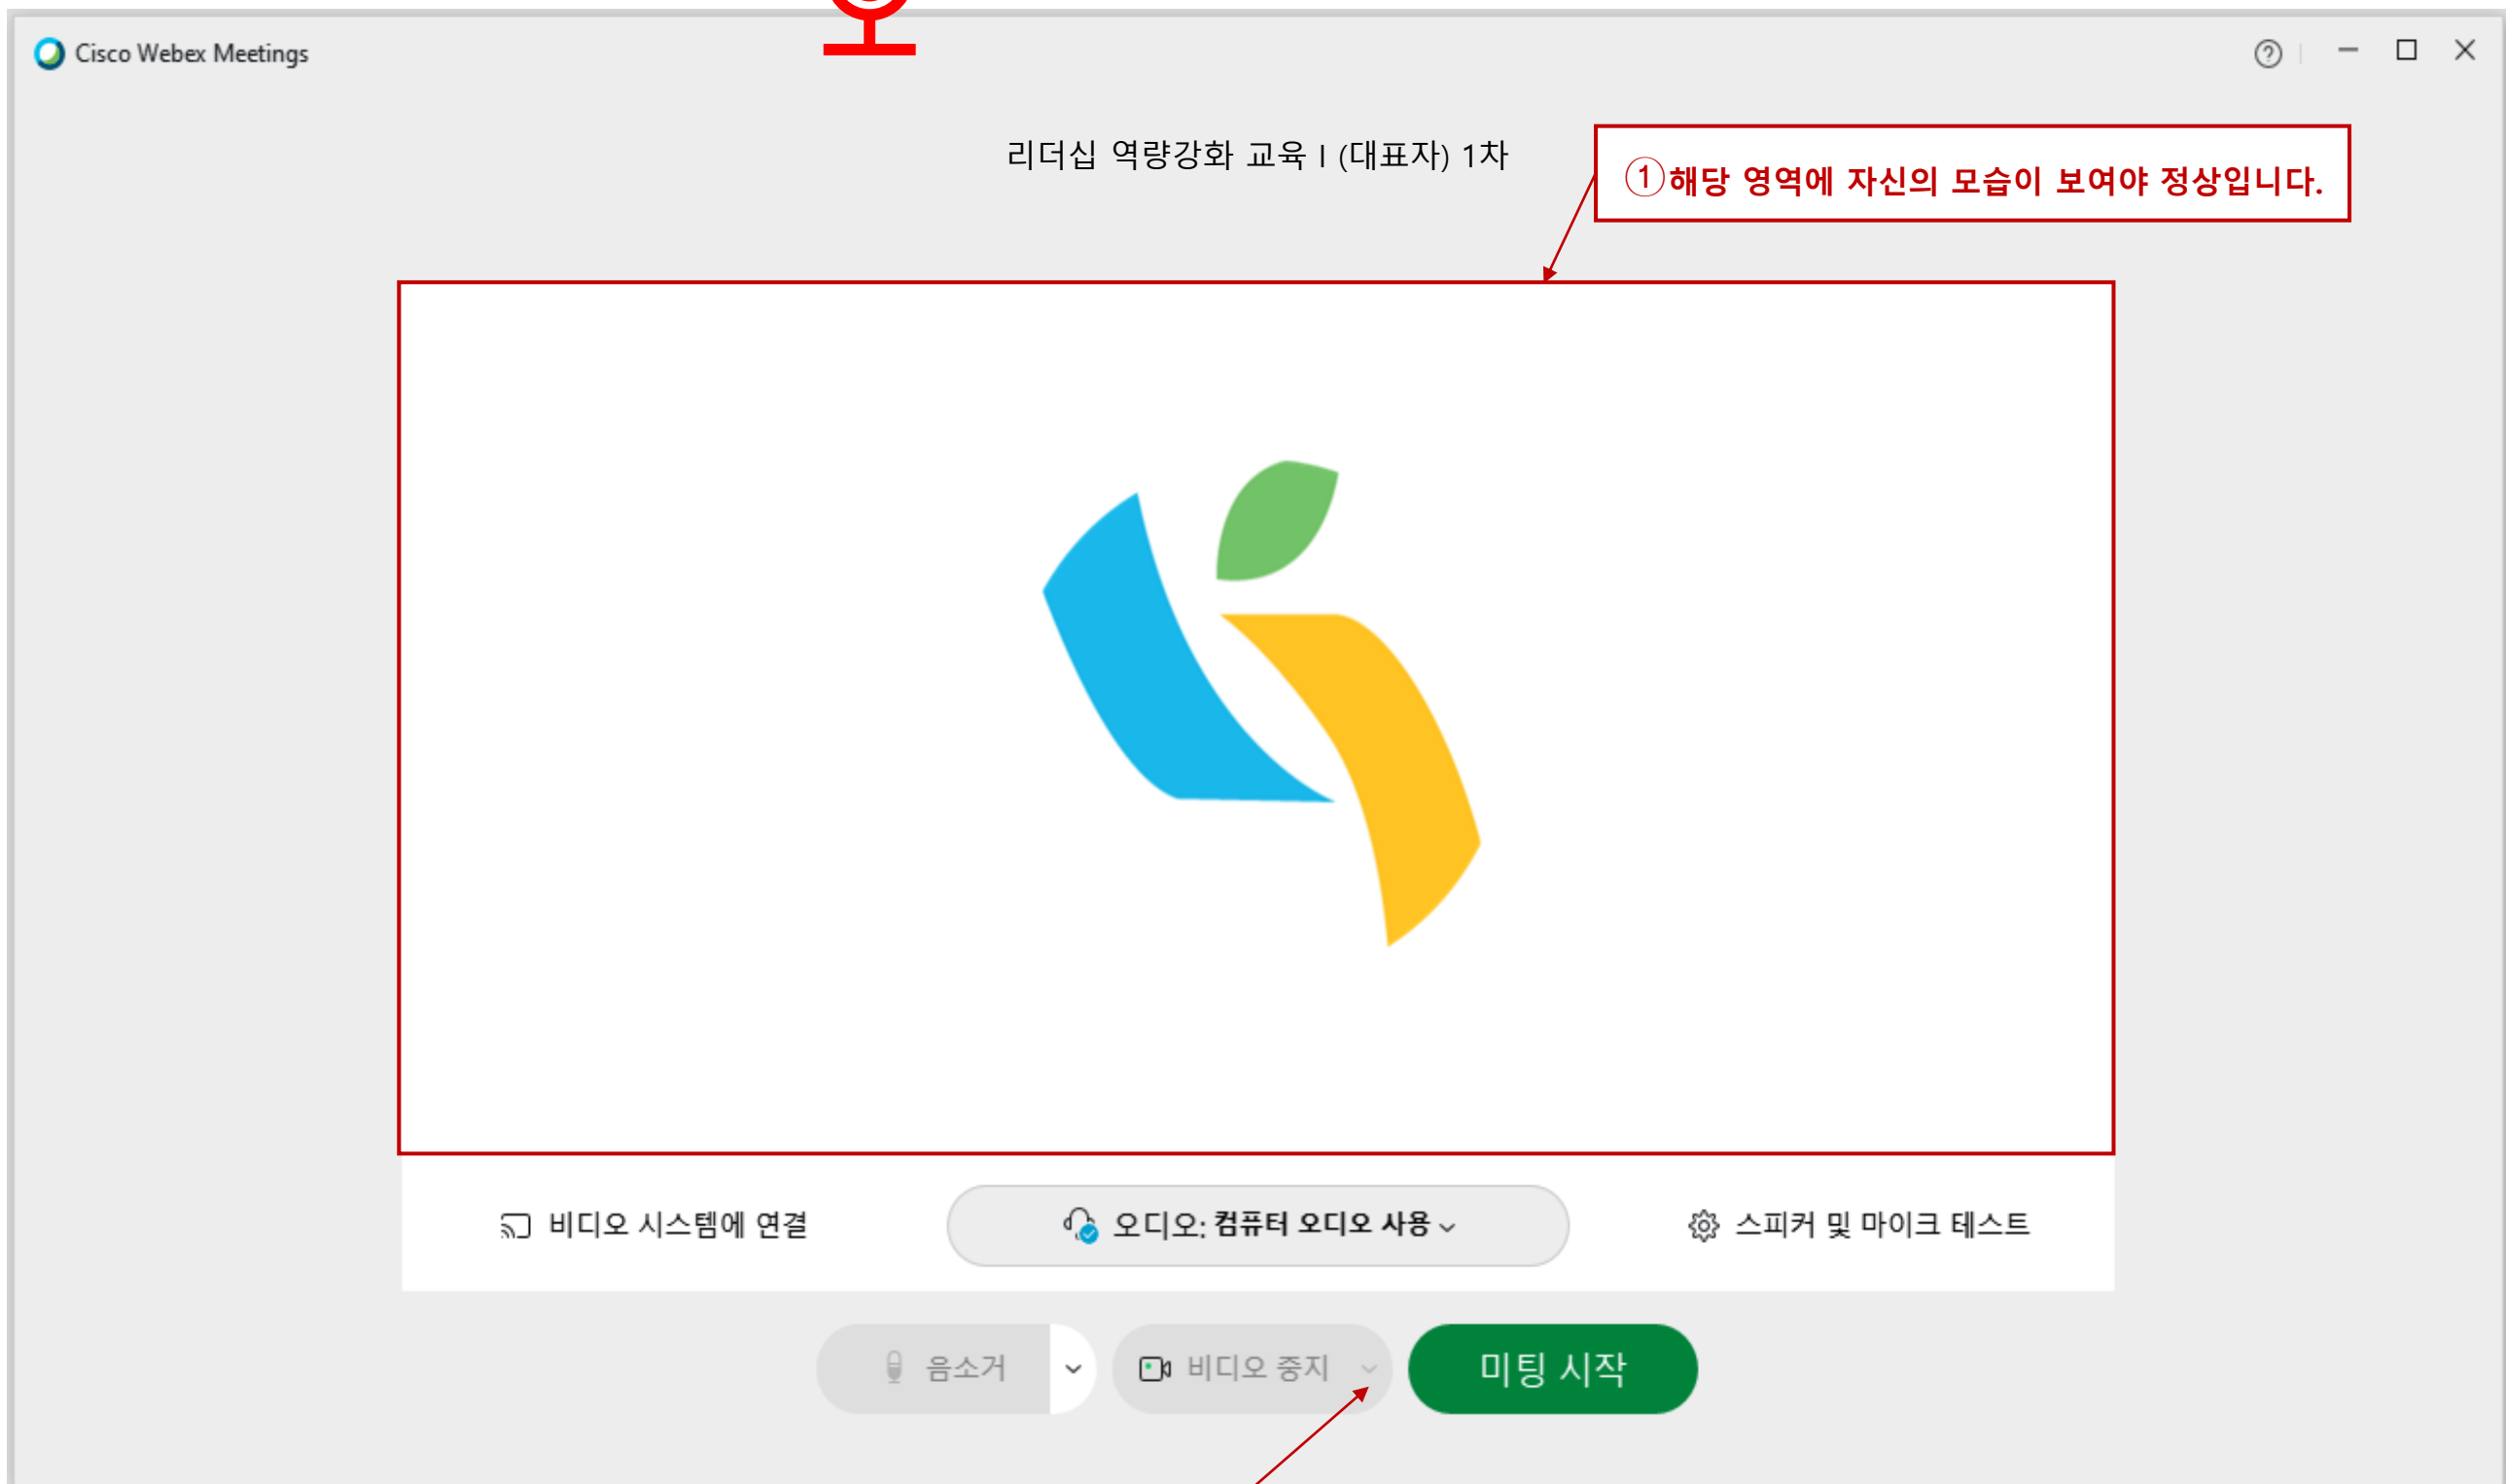 Cisco Webex Meetings
리더십 역량강화 교육 I (대표자) 1차
①해당 영역에 자신의 모습이 보여야 정상입니다.
비디오 시스템에 연결
오디오: 컴퓨터 오디오 사용
스피커 및 마이크 테스트
음소거
비디오 중지
미팅 시작